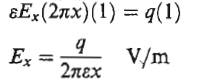 εE_x(2πx)(1) = q(1)
E_x = q/2πεx V/m